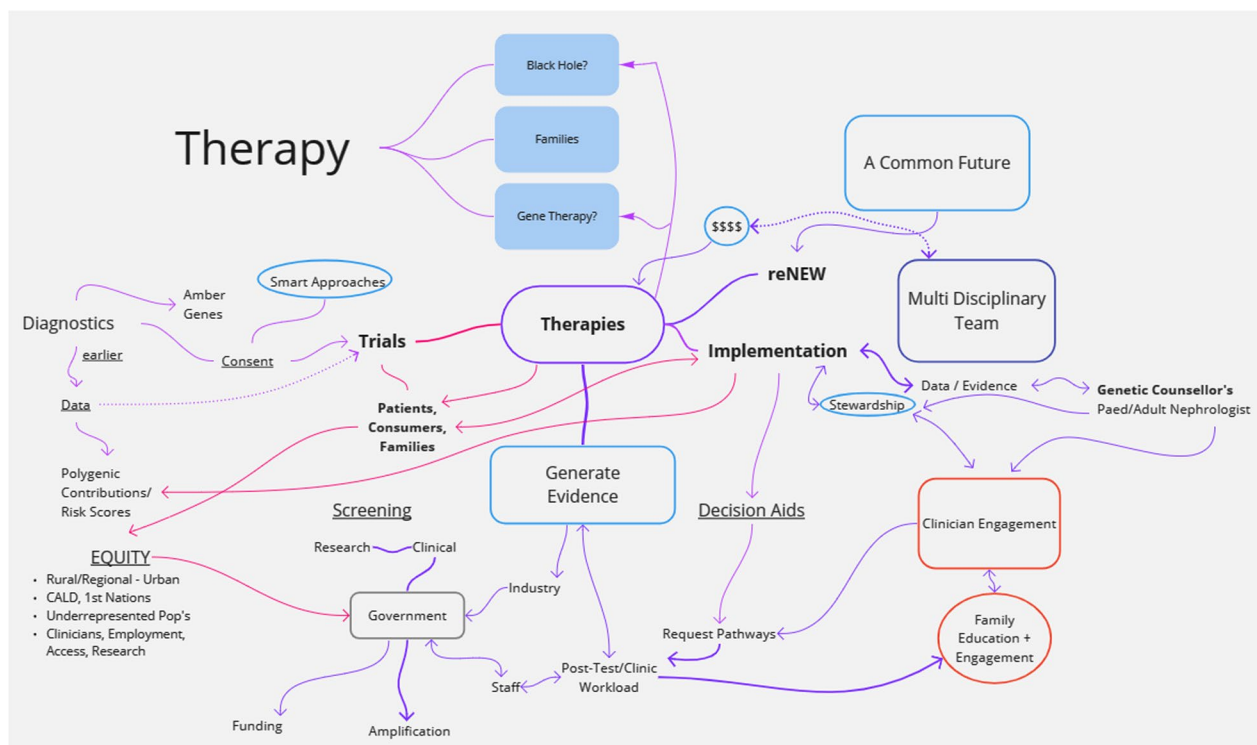 Black Hole?
Therapy
Families
Gene Therapy?
A Common Future
$$$$
reNEW
Multi Disciplinary
Team
Smart Approaches
Amber
Genes
Diagnostics
earlier
Consent
Trials
Therapies
Implementation
Data / Evidence
Genetic Counsellor's
Paed/Adult Nephrologist
Stewardship
Data
Patients,
Consumers,
Families
Polygenic
Contributions/
Risk Scores
Generate
Evidence
Screening
Decision Aids
Clinician Engagement
Research
Clinical
EQUITY
• Rural/Regional - Urban
• CALD, 1st Nations
• Underrepresented Pop's
• Clinicians, Employment,
Access, Research
Industry
Government
Request Pathways
Family
Education +
Engagement
Staff
Post-Test/Clinic
Workload
Funding
Amplification